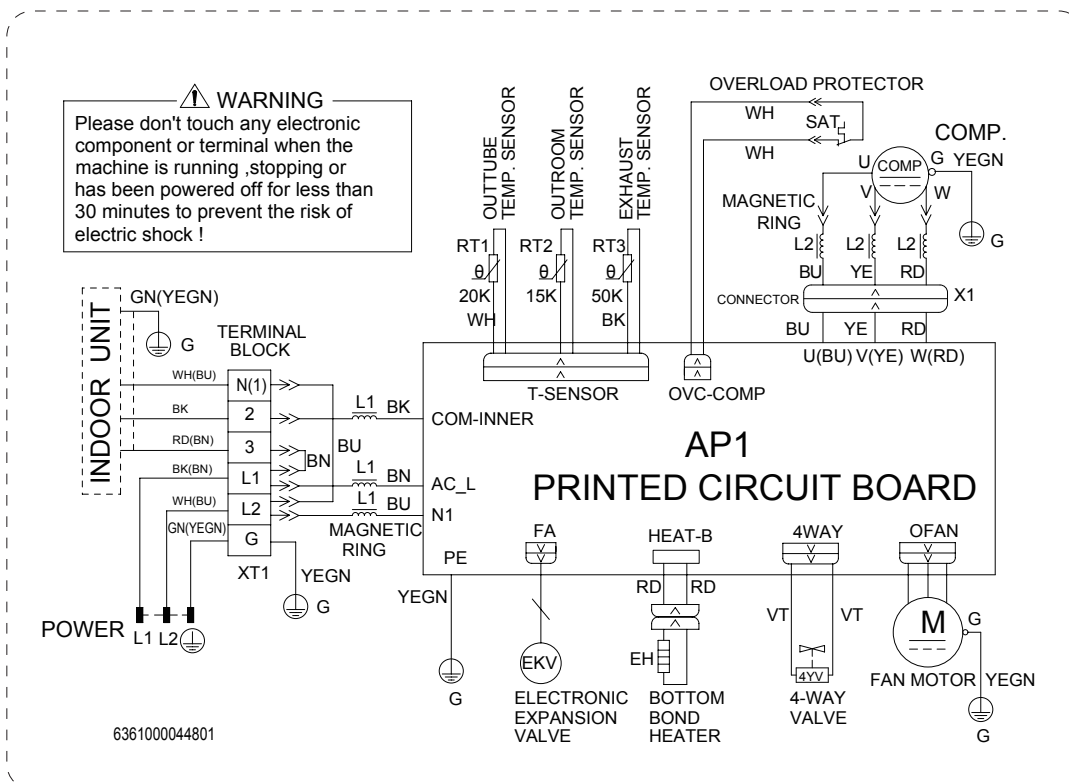 WARNING
Please don't touch any electronic
component or terminal when the
machine is running ,stopping or
has been powered off for less than
30 minutes to prevent the risk of
electric shock !
OUTTUBE
TEMP. SENSOR
OUTROOM
TEMP. SENSOR
EXHAUST
TEMP. SENSOR
RT1
RT2
RT3
θ
θ
θ
20K
15K
50K
WH
BK
T-SENSOR
OVERLOAD PROTECTOR
WH
SAT
WH
OVC-COMP
COMP.
U
COMP
G
YEGN
V
W
G
MAGNETIC
RING
L2
L2
L2
BU
YE
RD
CONNECTOR
X1
BU
YE
RD
U(BU)
V(YE)
W(RD)
INDOOR UNIT
GN(YEGN)
G
TERMINAL
BLOCK
WH(BU)
N(1)
BK
2
L1
BK
COM-INNER
RD(BN)
3
BU
BN
BK(BN)
L1
L1
BN
AC_L
WH(BU)
L2
L1
BU
N1
GN(YEGN)
G
MAGNETIC
RING
XT1
YEGN
G
POWER
L1
L2
AP1
PRINTED CIRCUIT BOARD
PE
YEGN
G
FA
EKV
ELECTRONIC
EXPANSION
VALVE
HEAT-B
RD
RD
EH
BOTTOM
BOND
HEATER
4WAY
VT
VT
4YV
4-WAY
VALVE
OFAN
M
G
FAN MOTOR
YEGN
G
6361000044801